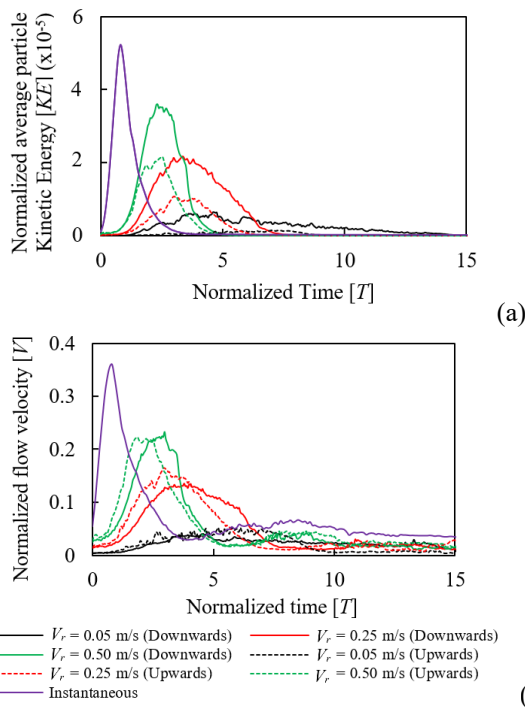 Normalized average particle
Kinetic Energy [KE] (x10⁻⁵)
6
4
2
0
0
5
10
15
Normalized Time [T]
(a)
Normalized flow velocity [V]
0.4
0.3
0.2
0.1
0
0
5
10
15
Normalized time [T]
Vᵣ = 0.05 m/s (Downwards)
Vᵣ = 0.25 m/s (Downwards)
Vᵣ = 0.50 m/s (Downwards)
Vᵣ = 0.05 m/s (Upwards)
Vᵣ = 0.25 m/s (Upwards)
Vᵣ = 0.50 m/s (Upwards)
Instantaneous
(